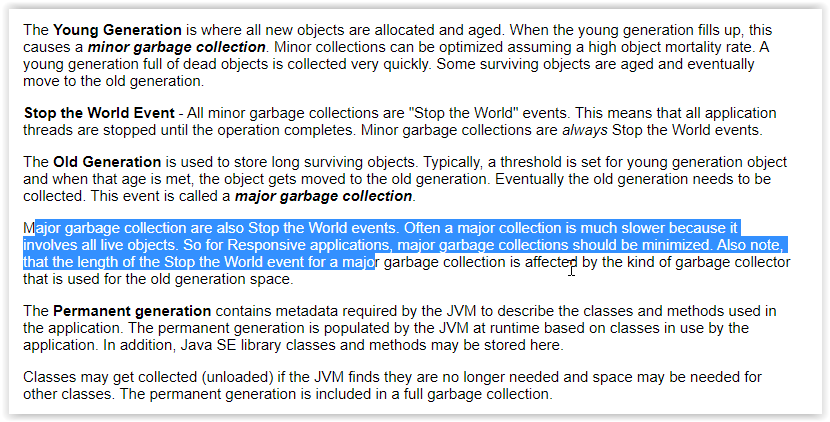 The Young Generation is where all new objects are allocated and aged. When the young generation fills up, this
causes a minor garbage collection. Minor collections can be optimized assuming a high object mortality rate. A
young generation full of dead objects is collected very quickly. Some surviving objects are aged and eventually
move to the old generation.
Stop the World Event - All minor garbage collections are "Stop the World" events. This means that all application
threads are stopped until the operation completes. Minor garbage collections are always Stop the World events.
The Old Generation is used to store long surviving objects. Typically, a threshold is set for young generation object
and when that age is met, the object gets moved to the old generation. Eventually the old generation needs to be
collected. This event is called a major garbage collection.
Major garbage collection are also Stop the World events. Often a major collection is much slower because it
involves all live objects. So for Responsive applications, major garbage collections should be minimized. Also note,
that the length of the Stop the World event for a major garbage collection is affected by the kind of garbage collector
that is used for the old generation space.
The Permanent generation contains metadata required by the JVM to describe the classes and methods used in
the application. The permanent generation is populated by the JVM at runtime based on classes in use by the
application. In addition, Java SE library classes and methods may be stored here.
Classes may get collected (unloaded) if the JVM finds they are no longer needed and space may be needed for
other classes. The permanent generation is included in a full garbage collection.